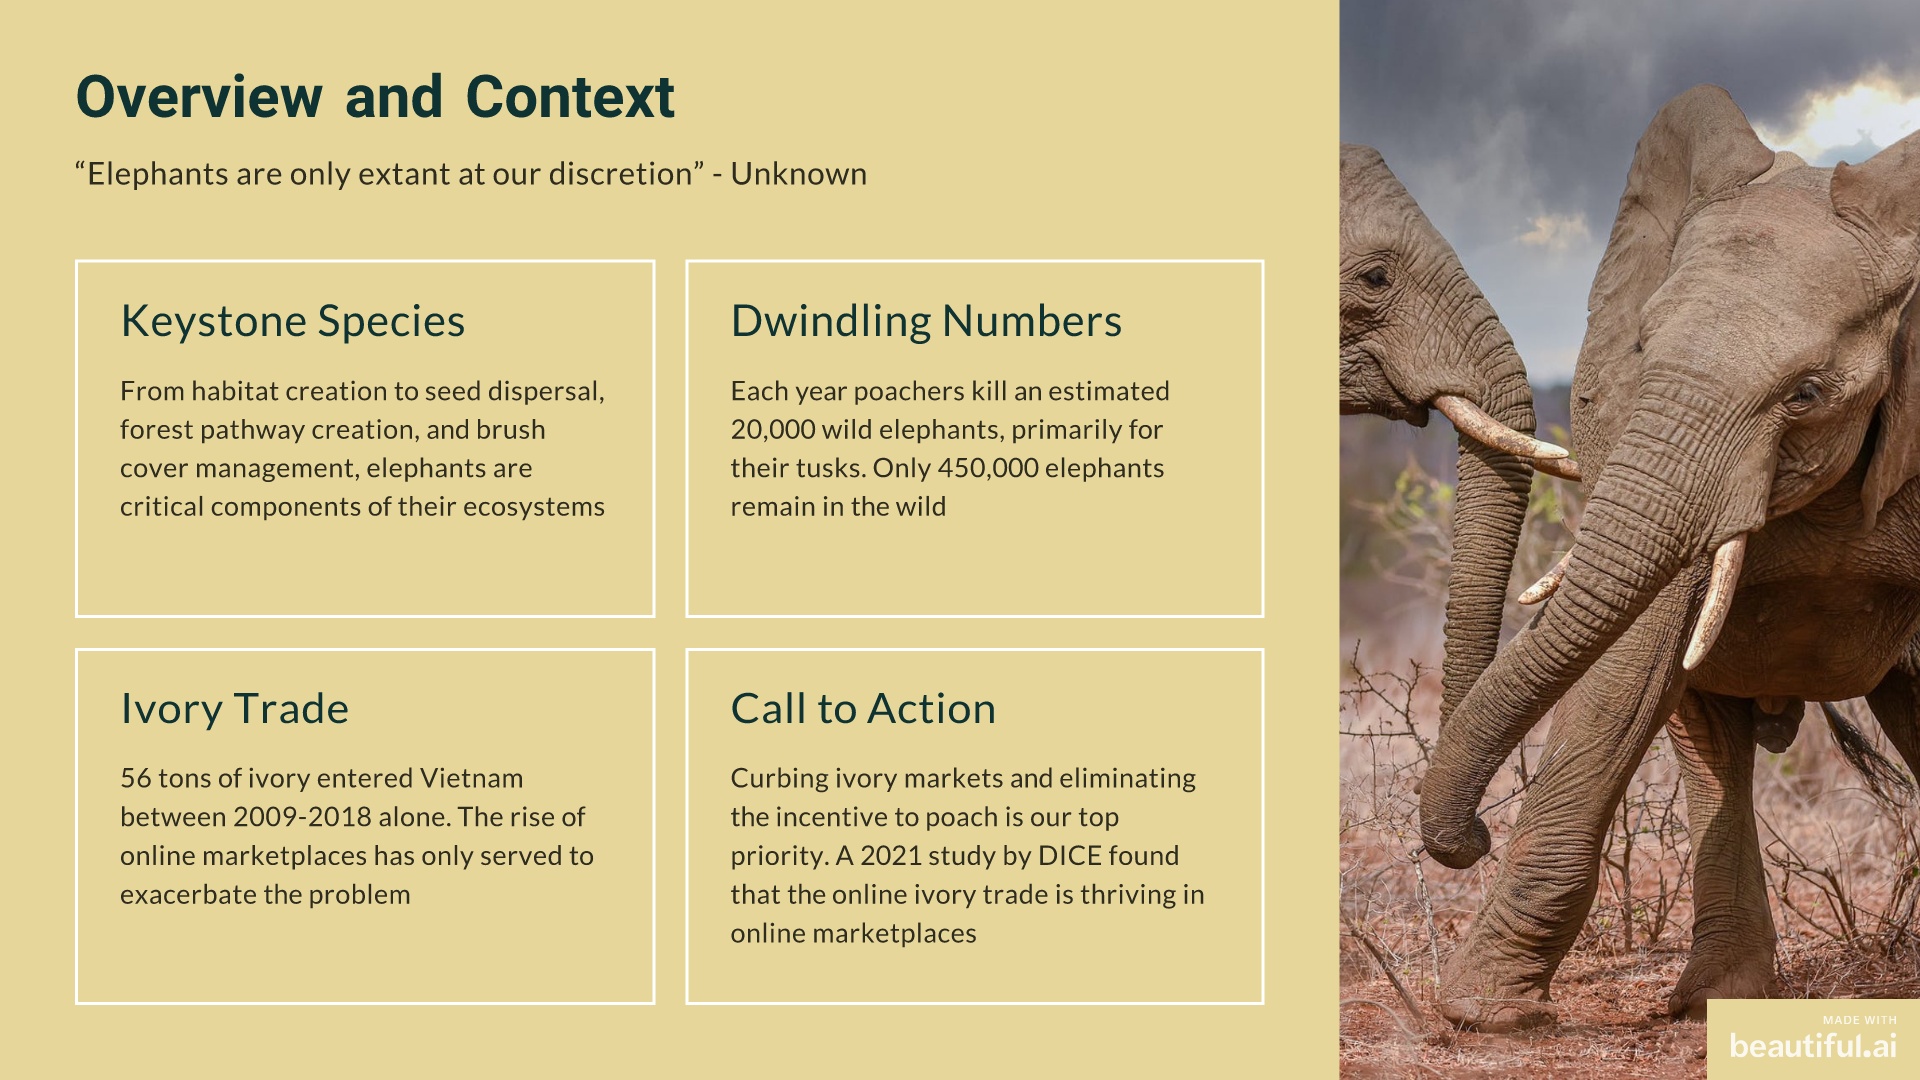 Overview and Context
“Elephants are only extant at our discretion” - Unknown
Keystone Species
From habitat creation to seed dispersal,
forest pathway creation, and brush
cover management, elephants are
critical components of their ecosystems
Dwindling Numbers
Each year poachers kill an estimated
20,000 wild elephants, primarily for
their tusks. Only 450,000 elephants
remain in the wild
Ivory Trade
56 tons of ivory entered Vietnam
between 2009-2018 alone. The rise of
online marketplaces has only served to
exacerbate the problem
Call to Action
Curbing ivory markets and eliminating
the incentive to poach is our top
priority. A 2021 study by DICE found
that the online ivory trade is thriving in
online marketplaces
MADE WITH
beautiful.ai